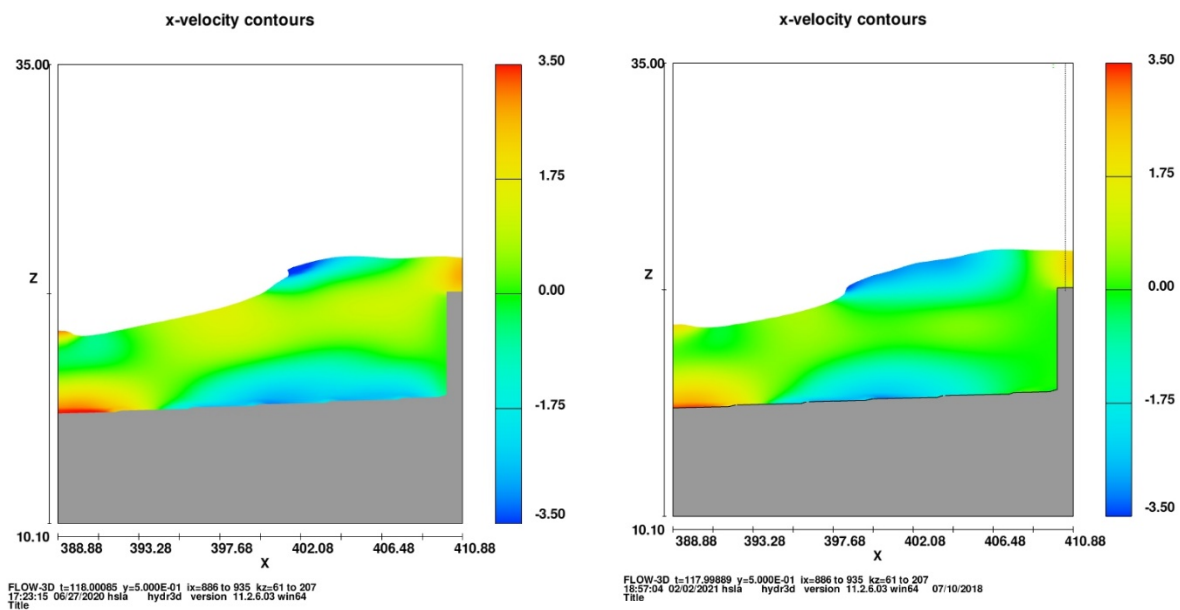 x-velocity contours
35.00
Z
10.10
388.88 393.28 397.68 402.08 406.48 410.88
X
3.50
1.75
0.00
-1.75
-3.50
FLOW-3D t=118.00085 y=5.000E-01 ix=886 to 935 kz=61 to 207
17:23:15 06/27/2020 hsla hydr3d version 11.2.6.03 win64
Title
x-velocity contours
35.00
Z
10.10
388.88 393.28 397.68 402.08 406.48 410.88
X
3.50
1.75
0.00
-1.75
-3.50
FLOW-3D t=117.99889 y=5.000E-01 ix=886 to 935 kz=61 to 207
18:57:04 02/02/2021 hsla hydr3d version 11.2.6.03 win64 07/10/2018
Title